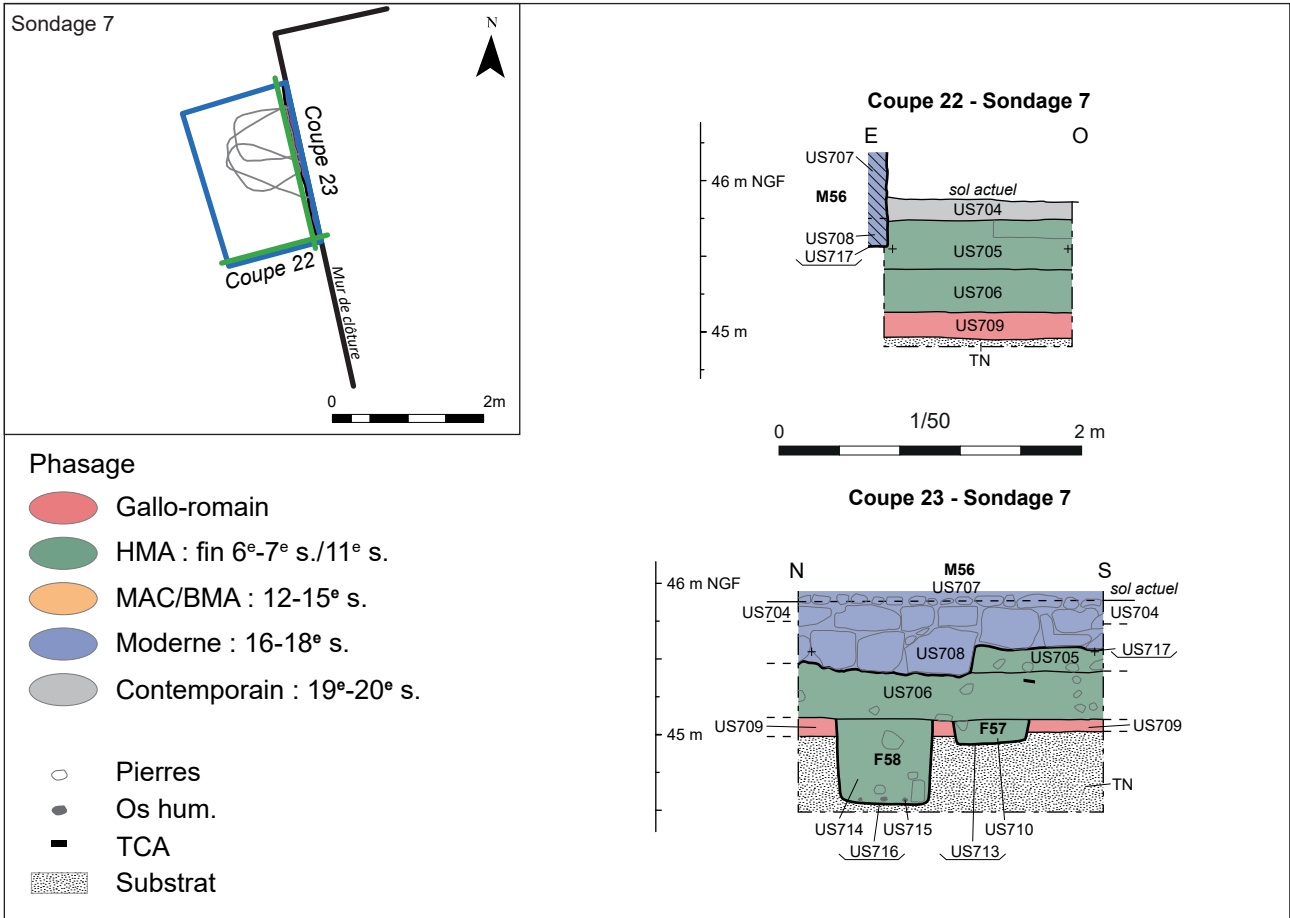 Sondage 7
N
Coupe 23
Coupe 22
Mur de clôture
0 2m
Phasage
Gallo-romain
HMA : fin 6e-7e s./11e s.
MAC/BMA : 12-15e s.
Moderne : 16-18e s.
Contemporain : 19e-20e s.
Pierres
Os hum.
TCA
Substrat
Coupe 22 - Sondage 7
E O
US707
46 m NGF
M56
sol actuel
US704
US708
US717
US705
US706
US709
45 m
TN
1/50
0 2 m
Coupe 23 - Sondage 7
N S
M56
46 m NGF
US707
sol actuel
US704 US704
US708
US705
US717
US706
US709 US709
45 m
F57
F58
TN
US714 US715 US710
US716 US713